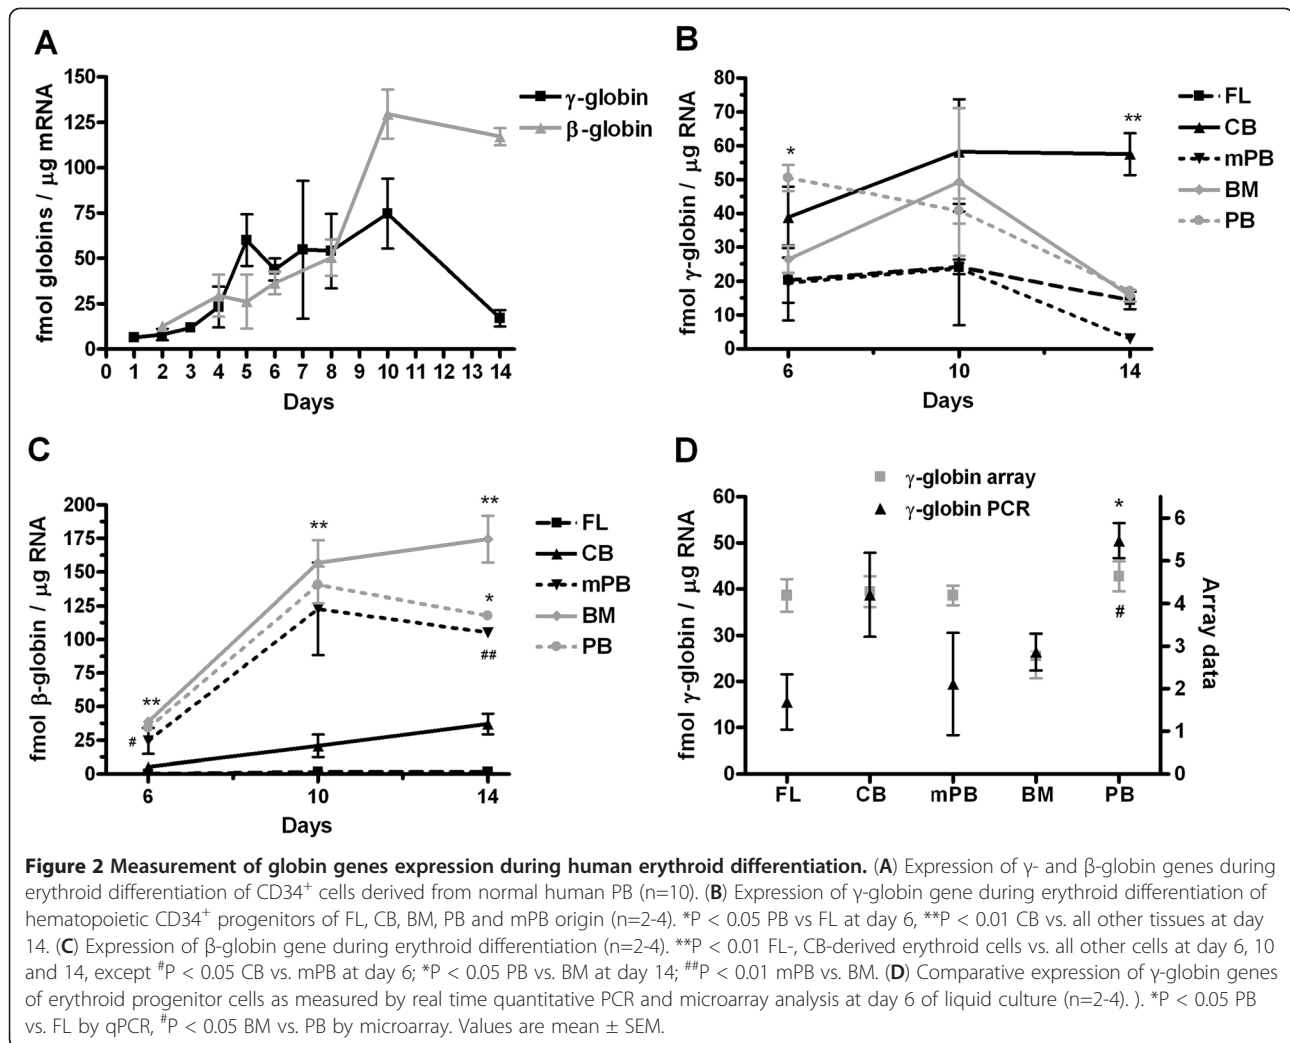 A
fmol globins / μg mRNA
150
125
100
75
50
25
0
0 1 2 3 4 5 6 7 8 9 10 11 12 13 14
Days
γ-globin
β-globin
B
fmol γ-globin / μg RNA
80
70
60
50
40
30
20
10
0
*
**
6 10 14
Days
FL
CB
mPB
BM
PB
C
fmol β-globin / μg RNA
200
175
150
125
100
75
50
25
0
**
#
**
**
*
##
6 10 14
Days
FL
CB
mPB
BM
PB
D
γ-globin array
γ-globin PCR
fmol γ-globin / μg RNA
60
50
40
30
20
10
0
*
#
FL CB mPB BM PB
6
5
4
3
2
1
0
Array data
Figure 2 Measurement of globin genes expression during human erythroid differentiation. (A) Expression of γ- and β-globin genes during
erythroid differentiation of CD34⁺ cells derived from normal human PB (n=10). (B) Expression of γ-globin gene during erythroid differentiation of
hematopoietic CD34⁺ progenitors of FL, CB, BM, PB and mPB origin (n=2-4). *P < 0.05 PB vs FL at day 6, **P < 0.01 CB vs. all other tissues at day
14. (C) Expression of β-globin gene during erythroid differentiation (n=2-4). **P < 0.01 FL-, CB-derived erythroid cells vs. all other cells at day 6, 10
and 14, except #P < 0.05 CB vs. mPB at day 6; *P < 0.05 PB vs. BM at day 14; ##P < 0.01 mPB vs. BM. (D) Comparative expression of γ-globin genes
of erythroid progenitor cells as measured by real time quantitative PCR and microarray analysis at day 6 of liquid culture (n=2-4). ). *P < 0.05 PB
vs. FL by qPCR, #P < 0.05 BM vs. PB by microarray. Values are mean ± SEM.